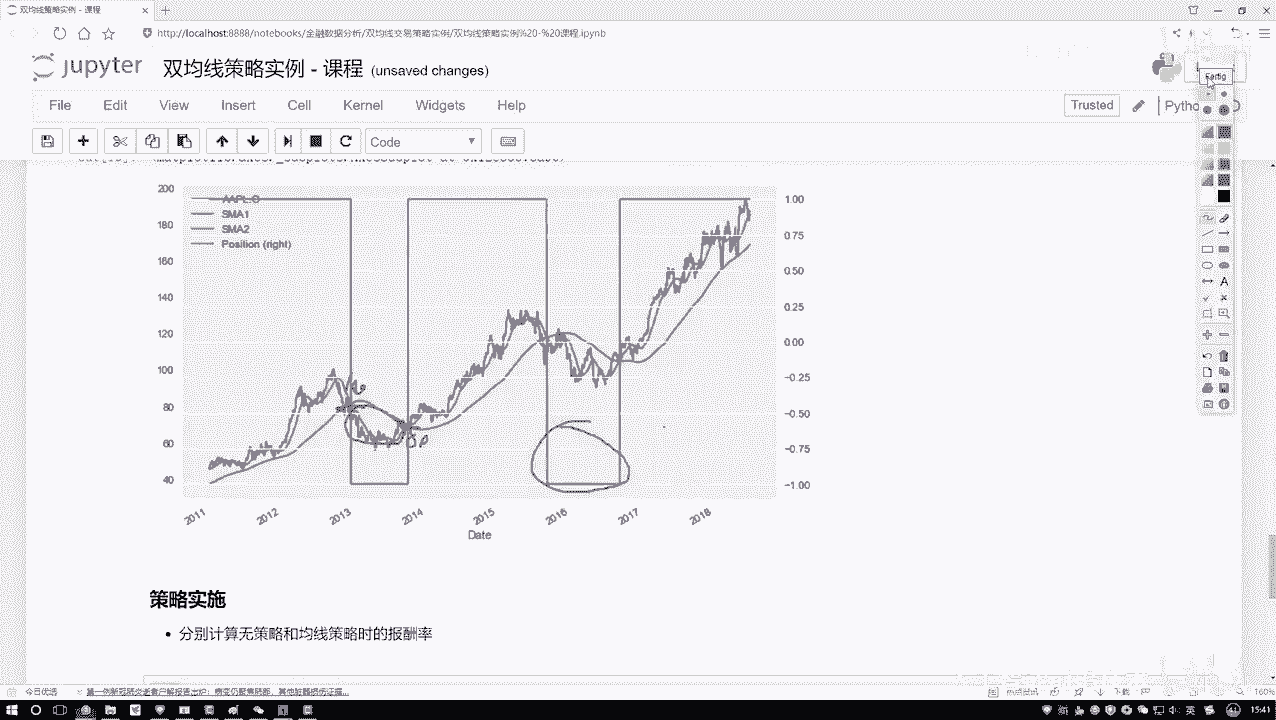 双均线策略实例 - 课程
http://localhost:8888/notebooks/金融数据分析/双均线交易策略实例/双均线策略实例%20-%20课程.ipynb
jupyter 双均线策略实例 - 课程 (unsaved changes)
Fertig
File Edit View Insert Cell Kernel Widgets Help
Trusted
Code
200
180
160
140
120
100
80
60
40
AAPL.O
SMA1
SMA2
Position (right)
1.00
0.75
0.50
0.25
0.00
−0.25
−0.50
−0.75
−1.00
2011 2012 2013 2014 2015 2016 2017 2018
Date
策略实施
• 分别计算无策略和均线策略时的报酬率
今日优选
160%
英
15:41